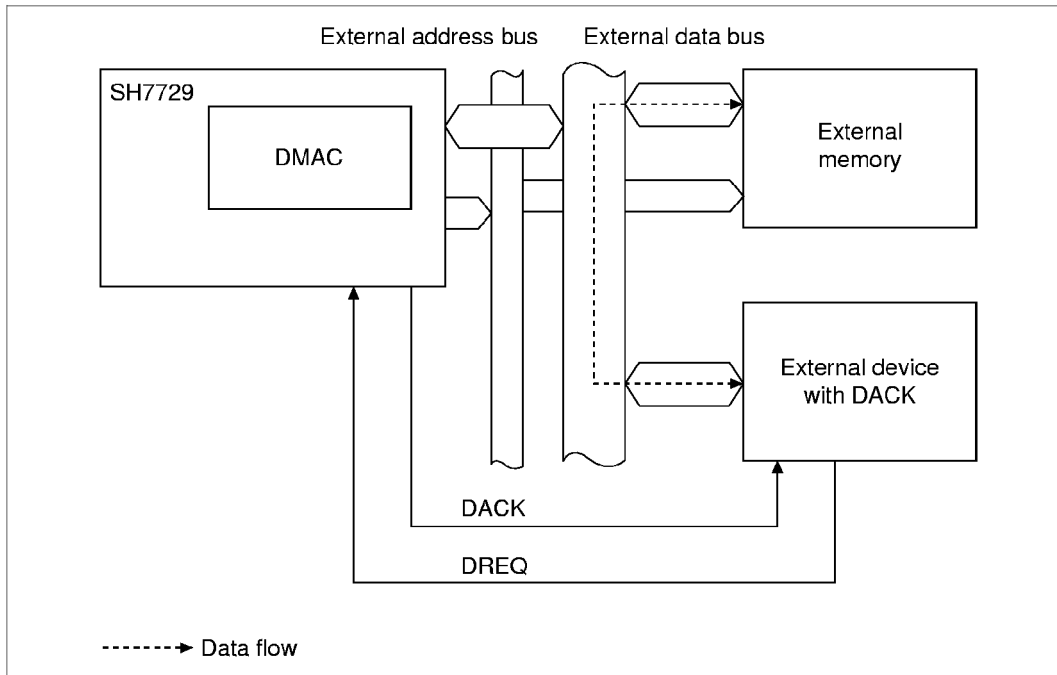 External address bus
External data bus
SH7729
DMAC
External
memory
External device
with DACK
DACK
DREQ
Data flow